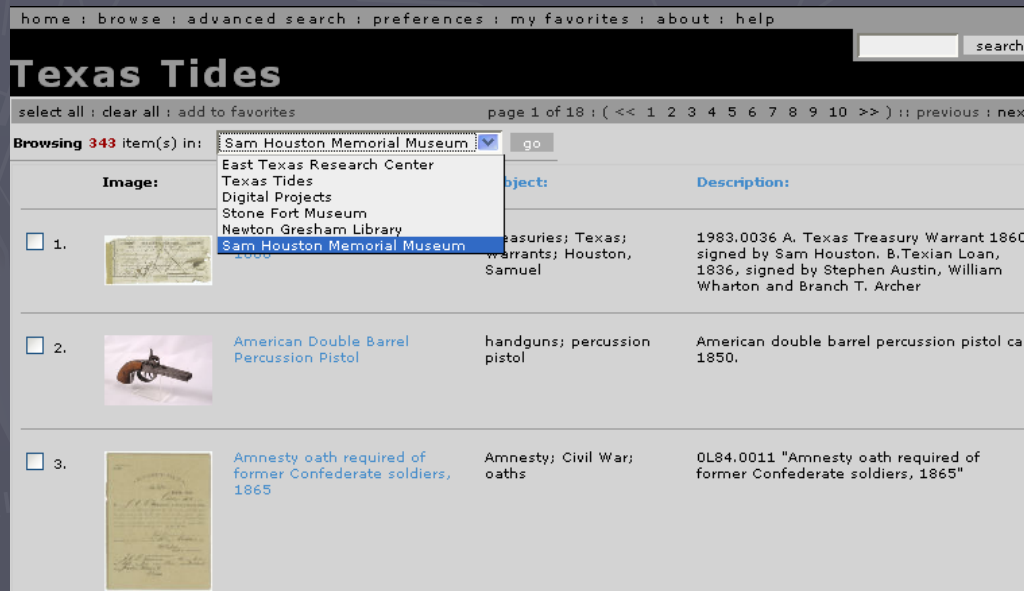 home : browse : advanced search : preferences : my favorites : about : help
search
Texas Tides
select all : clear all : add to favorites
page 1 of 18 : ( << 1 2 3 4 5 6 7 8 9 10 >> ) :: previous : nex
Browsing 343 item(s) in:
Sam Houston Memorial Museum
go
East Texas Research Center
Texas Tides
Digital Projects
Stone Fort Museum
Newton Gresham Library
Sam Houston Memorial Museum
Image:
bject:
Description:
1.
1860
easuries; Texas;
warrants; Houston,
Samuel
1983.0036 A. Texas Treasury Warrant 1860
signed by Sam Houston. B.Texian Loan,
1836, signed by Stephen Austin, William
Wharton and Branch T. Archer
2.
American Double Barrel
Percussion Pistol
handguns; percussion
pistol
American double barrel percussion pistol ca
1850.
3.
Amnesty oath required of
former Confederate soldiers,
1865
Amnesty; Civil War;
oaths
0L84.0011 "Amnesty oath required of
former Confederate soldiers, 1865"